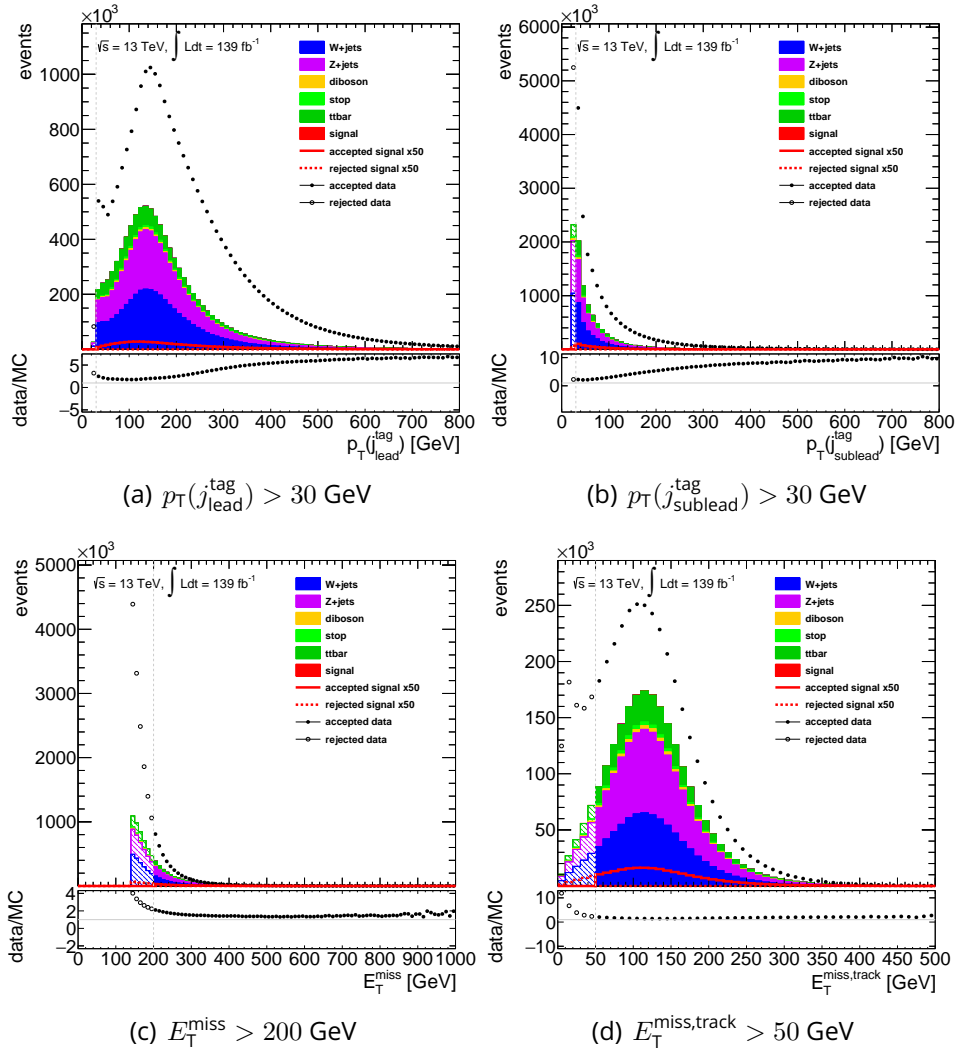 ×10³
√s = 13 TeV, ∫ Ldt = 139 fb⁻¹
events
1000
800
600
400
200
W+jets
Z+jets
diboson
stop
ttbar
signal
accepted signal x50
rejected signal x50
accepted data
rejected data
data/MC
5
0
−5
0 100 200 300 400 500 600 700 800
p_T(j_lead^tag) [GeV]
(a) p_T(j_lead^tag) > 30 GeV
×10³
√s = 13 TeV, ∫ Ldt = 139 fb⁻¹
events
6000
5000
4000
3000
2000
1000
W+jets
Z+jets
diboson
stop
ttbar
signal
accepted signal x50
rejected signal x50
accepted data
rejected data
data/MC
10
0
0 100 200 300 400 500 600 700 800
p_T(j_sublead^tag) [GeV]
(b) p_T(j_sublead^tag) > 30 GeV
×10³
√s = 13 TeV, ∫ Ldt = 139 fb⁻¹
events
5000
4000
3000
2000
1000
W+jets
Z+jets
diboson
stop
ttbar
signal
accepted signal x50
rejected signal x50
accepted data
rejected data
data/MC
4
2
0
−2
0 100 200 300 400 500 600 700 800 900 1000
E_T^miss [GeV]
(c) E_T^miss > 200 GeV
×10³
√s = 13 TeV, ∫ Ldt = 139 fb⁻¹
events
250
200
150
100
50
W+jets
Z+jets
diboson
stop
ttbar
signal
accepted signal x50
rejected signal x50
accepted data
rejected data
data/MC
10
0
−10
0 50 100 150 200 250 300 350 400 450 500
E_T^miss,track [GeV]
(d) E_T^miss,track > 50 GeV